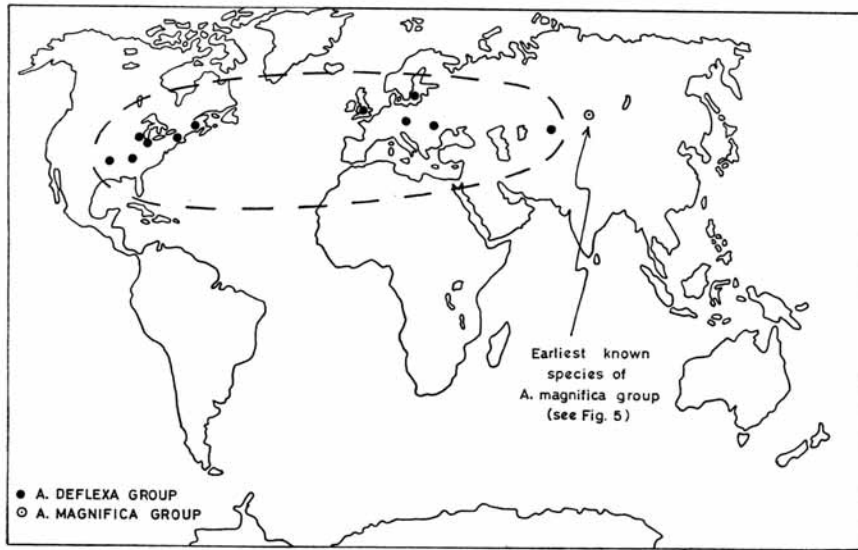 Earliest known
species of
A. magnifica group
(see Fig. 5)
● A. DEFLEXA GROUP
⊙ A. MAGNIFICA GROUP